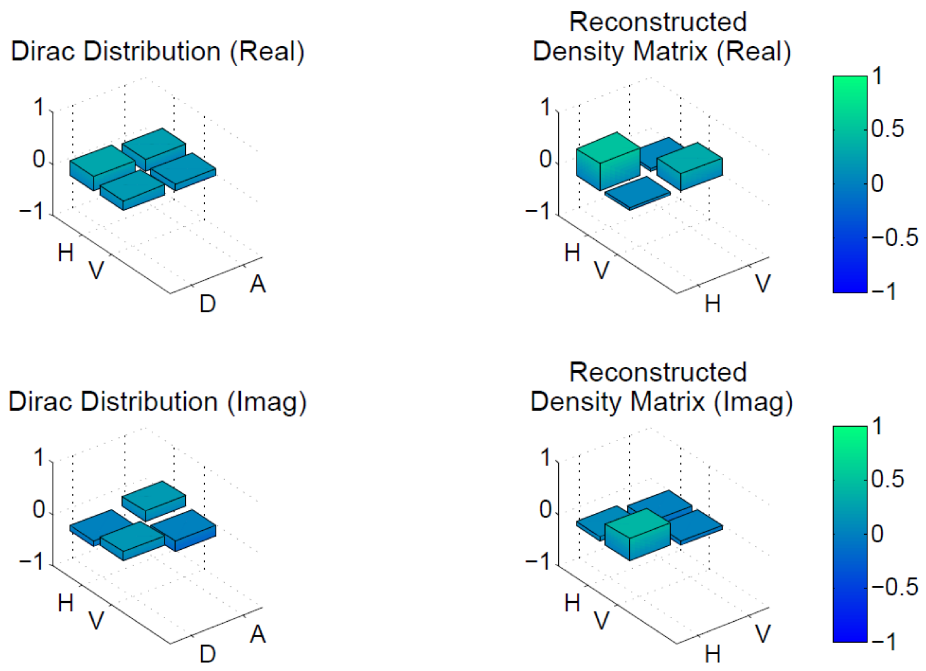 Dirac Distribution (Real)
1
0
−1
H
V
D
A
Reconstructed
Density Matrix (Real)
1
0
−1
H
V
H
V
1
0.5
0
−0.5
−1
Dirac Distribution (Imag)
1
0
−1
H
V
D
A
Reconstructed
Density Matrix (Imag)
1
0
−1
H
V
H
V
1
0.5
0
−0.5
−1